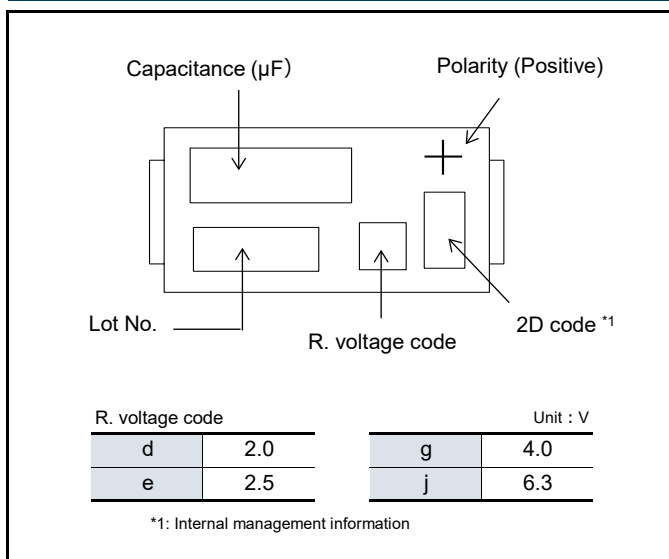 Capacitance (μF)
Polarity (Positive)
+
Lot No.
R. voltage code
2D code *1
R. voltage code
Unit : V
d 2.0 g 4.0
e 2.5 j 6.3
*1: Internal management information